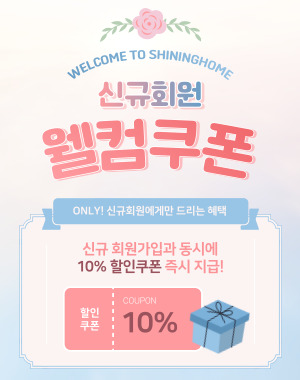 WELCOME TO SHININGHOME
신규회원
웰컴쿠폰
ONLY! 신규회원에게만 드리는 혜택
신규 회원가입과 동시에
10% 할인쿠폰 즉시 지급!
할인
쿠폰
COUPON
10%